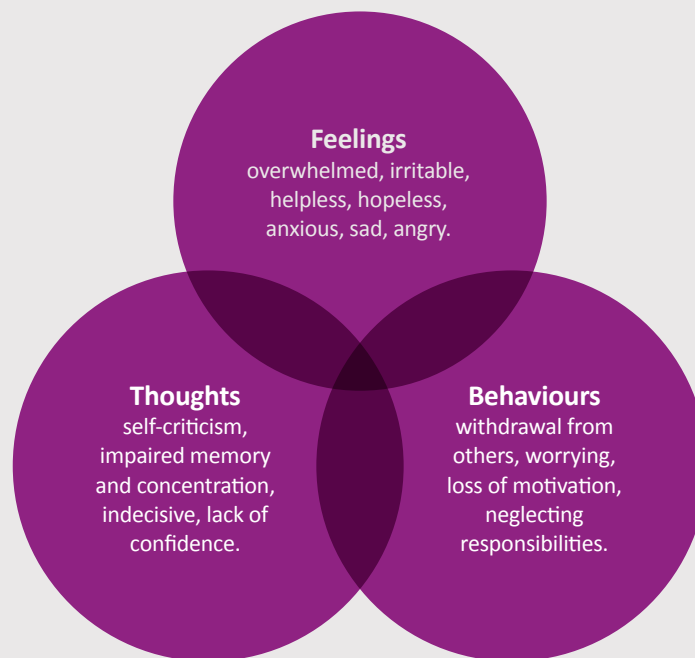 Feelings
overwhelmed, irritable,
helpless, hopeless,
anxious, sad, angry.
Thoughts
self-criticism,
impaired memory
and concentration,
indecisive, lack of
confidence.
Behaviours
withdrawal from
others, worrying,
loss of motivation,
neglecting
responsibilities.